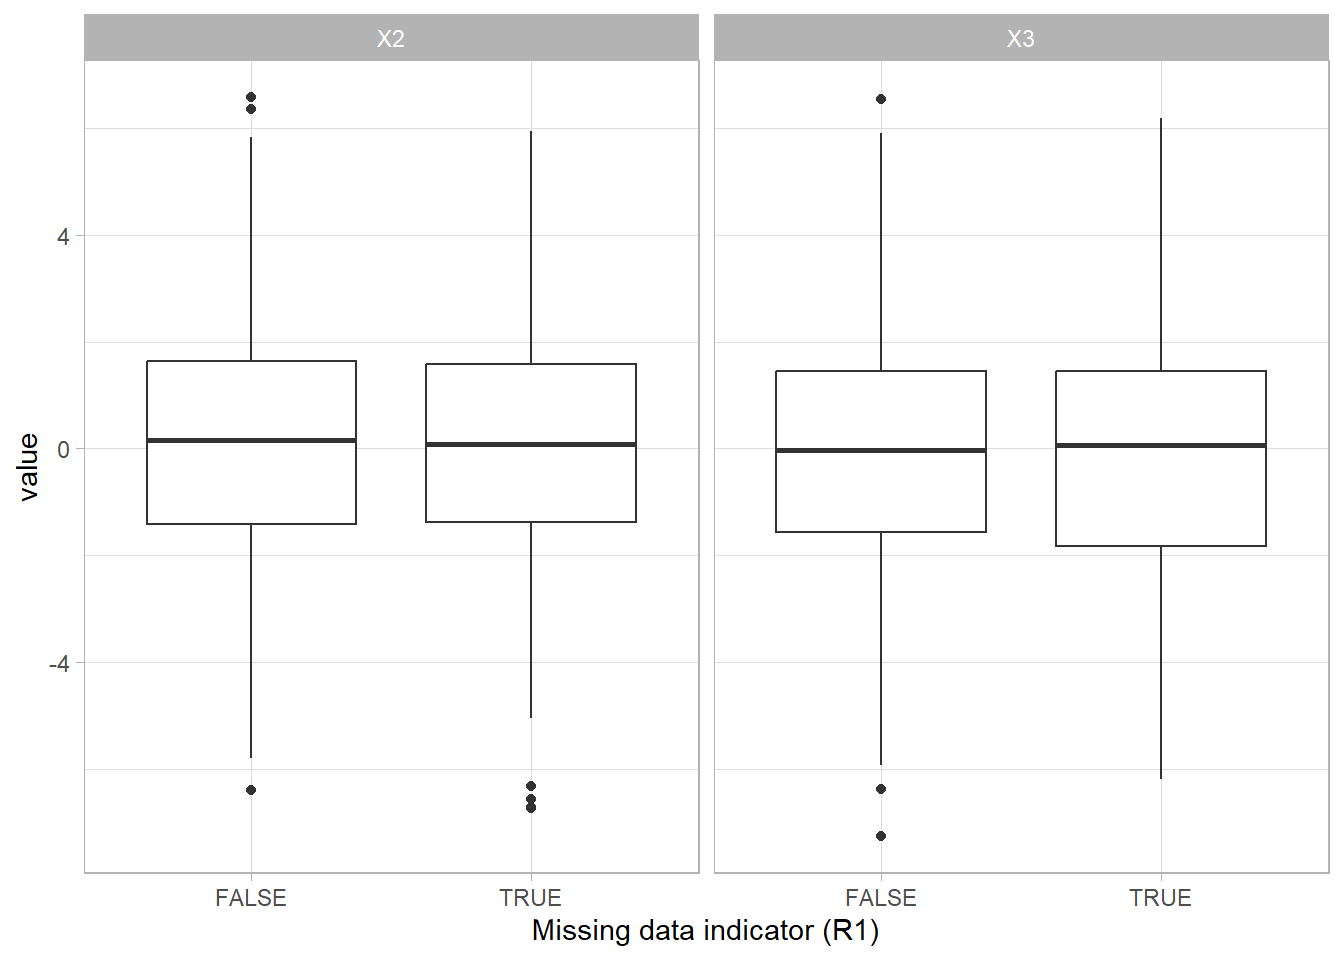 X2
X3
value
4
0
-4
FALSE
TRUE
FALSE
TRUE
Missing data indicator (R1)